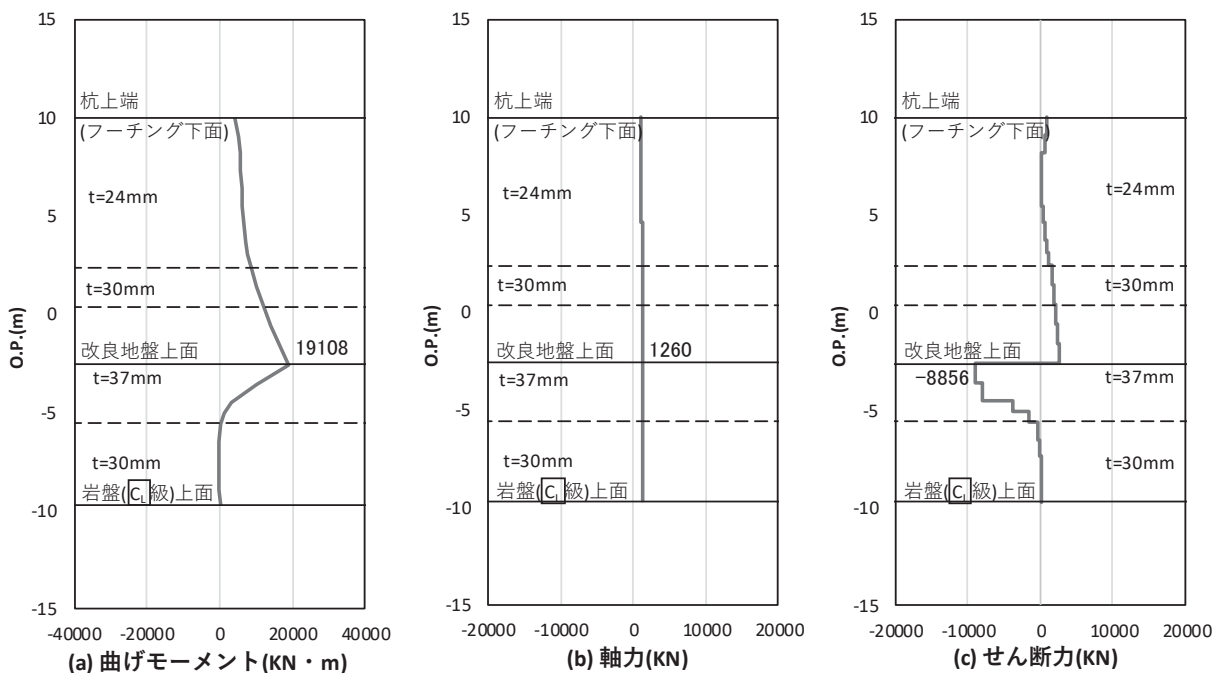 15
10
5
0
-5
-10
-15
O.P.(m)
杭上端
(フーチング下面)
t=24mm
t=30mm
改良地盤上面
19108
t=37mm
t=30mm
岩盤(CL級)上面
-40000 -20000 0 20000 40000
(a) 曲げモーメント(KN・m)
15
10
5
0
-5
-10
-15
O.P.(m)
杭上端
(フーチング下面)
t=24mm
t=30mm
改良地盤上面
1260
t=37mm
t=30mm
岩盤(CL級)上面
-20000 -10000 0 10000 20000
(b) 軸力(KN)
15
10
5
0
-5
-10
-15
O.P.(m)
杭上端
(フーチング下面)
t=24mm
t=30mm
改良地盤上面
-8856
t=37mm
t=30mm
岩盤(CL級)上面
-20000 -10000 0 10000 20000
(c) せん断力(KN)